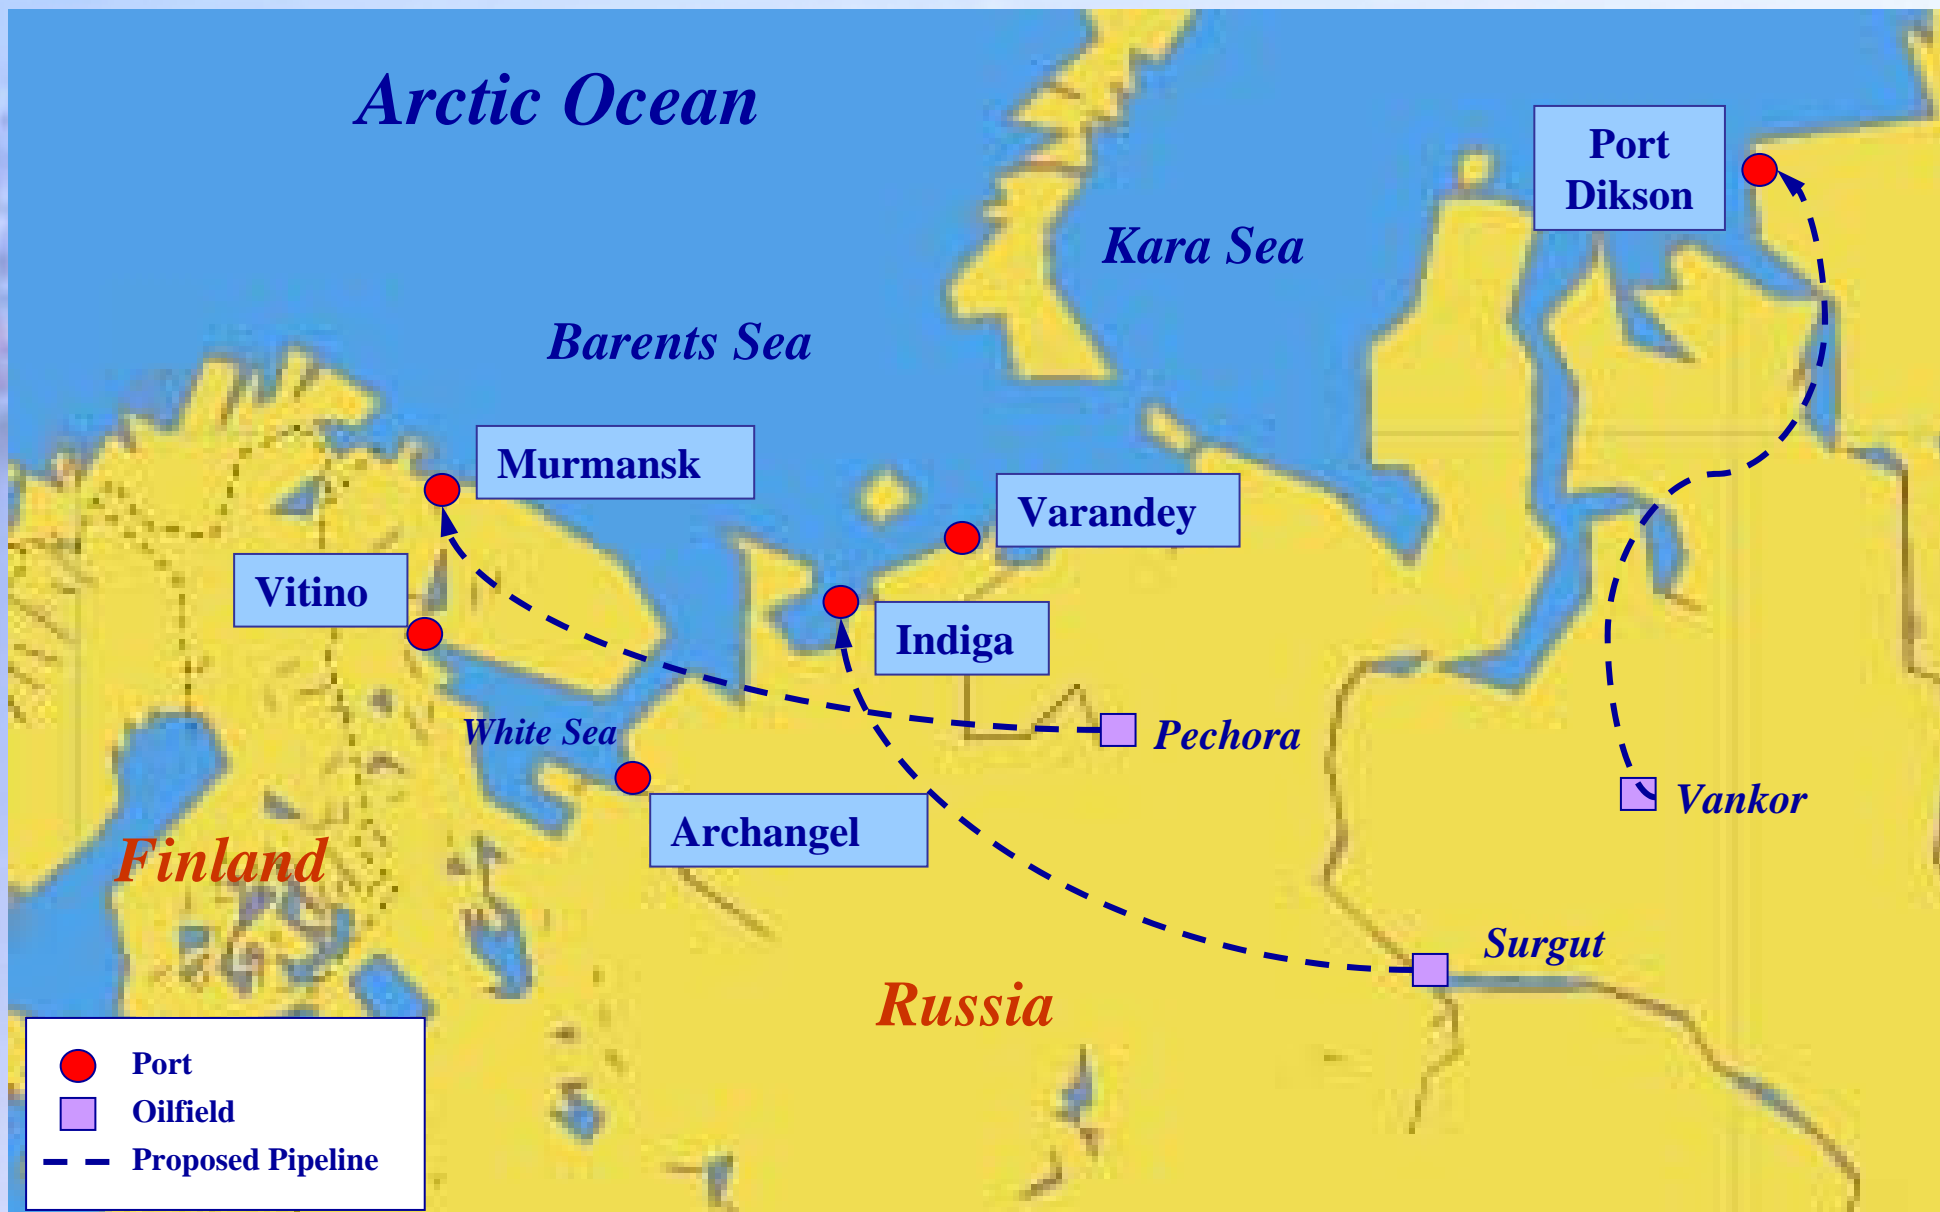 Arctic Ocean
Port
Dikson
Kara Sea
Barents Sea
Murmansk
Varandey
Vitino
Indiga
White Sea
Pechora
Vankor
Archangel
Finland
Surgut
Russia
Port
Oilfield
Proposed Pipeline